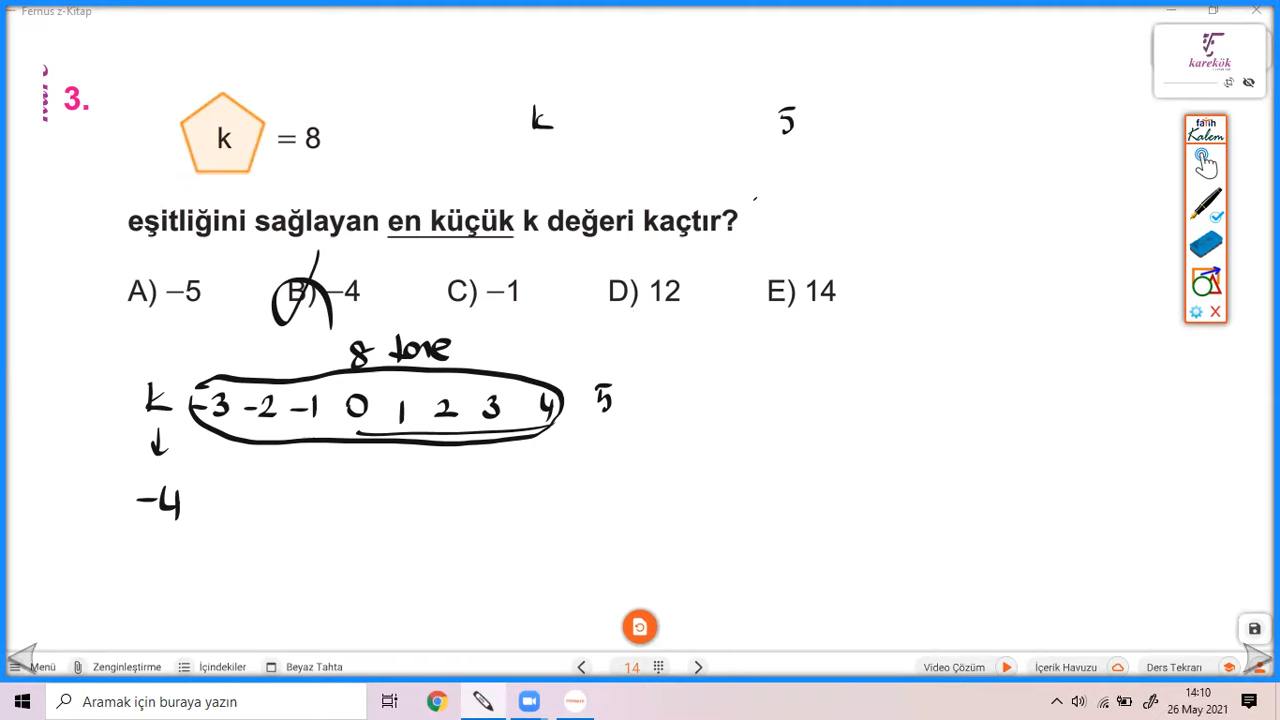 Fernus z-Kitap
karekök
3.
k = 8
k 5
fatih
Kalem
eşitliğini sağlayan en küçük k değeri kaçtır?
A) –5 B) –4 C) –1 D) 12 E) 14
8 tane
k -3 -2 -1 0 1 2 3 4 5
-4
Menü Zenginleştirme İçindekiler Beyaz Tahta 14 Video Çözüm İçerik Havuzu Ders Tekrarı
Aramak için buraya yazın
14:10
26 May 2021